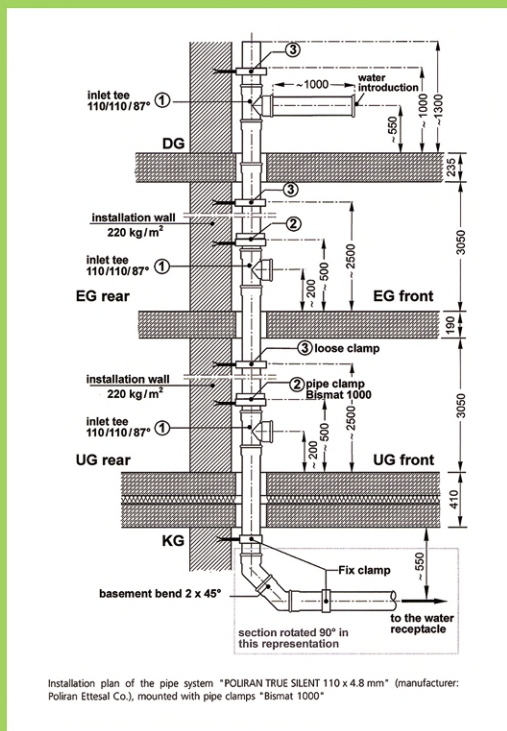 ③
~1000
water
introduction
inlet tee
110/110/87° ①
~550
~1000
~1300
DG
235
③
installation wall
220 kg/m²
②
inlet tee
110/110/87° ①
~200
~500
~2500
3050
EG rear
EG front
190
③ loose clamp
installation wall
220 kg/m²
② pipe clamp
Bismat 1000
inlet tee
110/110/87° ①
~200
~500
~2500
3050
UG rear
UG front
410
KG
Fix clamp
~550
basement bend 2 x 45°
to the water
receptacle
section rotated 90° in
this representation
Installation plan of the pipe system "POLIRAN TRUE SILENT 110 x 4.8 mm" (manufacturer:
Poliran Ettesal Co.), mounted with pipe clamps "Bismat 1000"